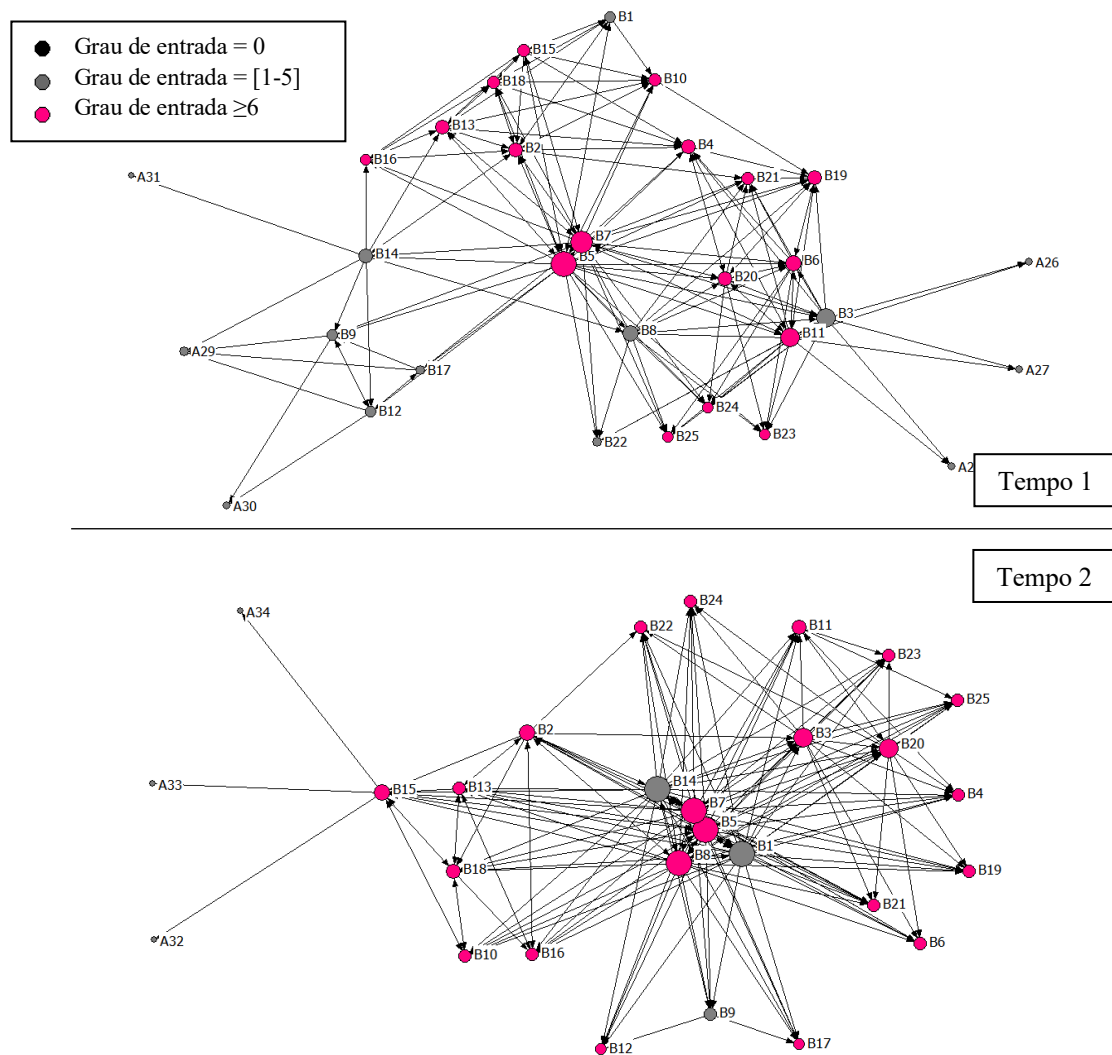 Grau de entrada = 0
Grau de entrada = [1-5]
Grau de entrada ≥6
B1
B15
B18
B10
B13
B2
B4
B16
A31
B21
B19
B7
B14
B5
B6
A26
B20
B3
B8
B11
B9
A29
B17
A27
B12
B24
B25
B23
B22
A2
A30
Tempo 1
Tempo 2
A34
B24
B22
B11
B23
B25
B2
B3
B20
A33
B15
B13
B14
B7
B5
B4
B1
B8
B18
B19
B21
A32
B10
B16
B6
B9
B12
B17